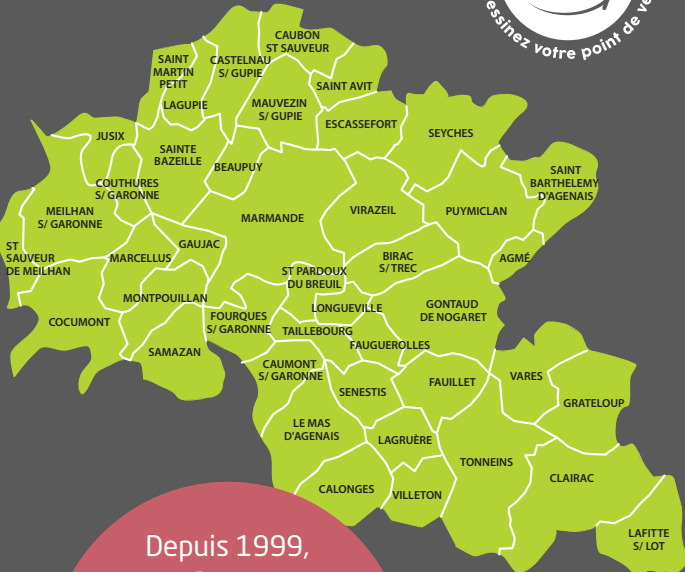 essinez votre point de v
CAUBON
ST SAUVEUR
SAINT
MARTIN
PETIT
CASTELNAU
S/ GUPIE
SAINT AVIT
LAGUPIE
MAUVEZIN
S/ GUPIE
ESCASSEFORT
SEYCHES
JUSIX
SAINTE
BAZEILLE
BEAUPUY
SAINT
BARTHELEMY
D'AGENAIS
COUTHURES
S/ GARONNE
MEILHAN
S/ GARONNE
MARMANDE
VIRAZEIL
PUYMICLAN
ST
SAUVEUR
DE MEILHAN
MARCELLUS
GAUJAC
BIRAC
S/ TREC
AGMÉ
ST PARDOUX
DU BREUIL
MONTPOUILLAN
LONGUEVILLE
GONTAUD
DE NOGARET
COCUMONT
FOURQUES
S/ GARONNE
TAILLEBOURG
FAUGUEROLLES
SAMAZAN
CAUMONT
S/ GARONNE
SENESTIS
FAUILLET
VARES
GRATELOUP
LE MAS
D'AGENAIS
LAGRUÈRE
TONNEINS
CLAIRAC
CALONGES
VILLETON
LAFITTE
S/ LOT
Depuis 1999,